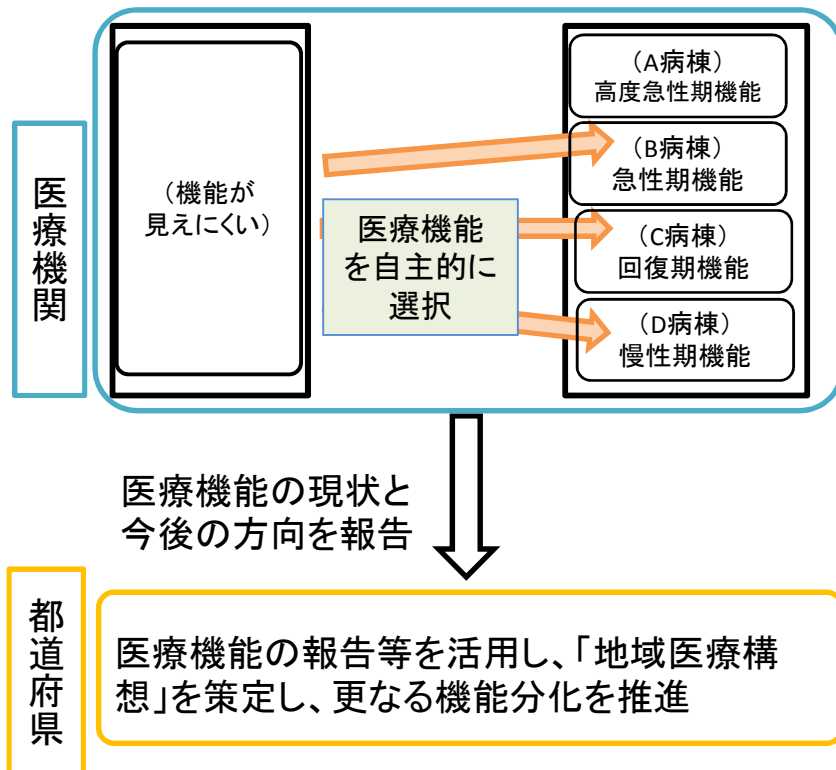 医療機関
（機能が
見えにくい）
医療機能
を自主的に
選択
（A病棟）
高度急性期機能
（B病棟）
急性期機能
（C病棟）
回復期機能
（D病棟）
慢性期機能
医療機能の現状と
今後の方向を報告
都道府県
医療機能の報告等を活用し、「地域医療構
想」を策定し、更なる機能分化を推進